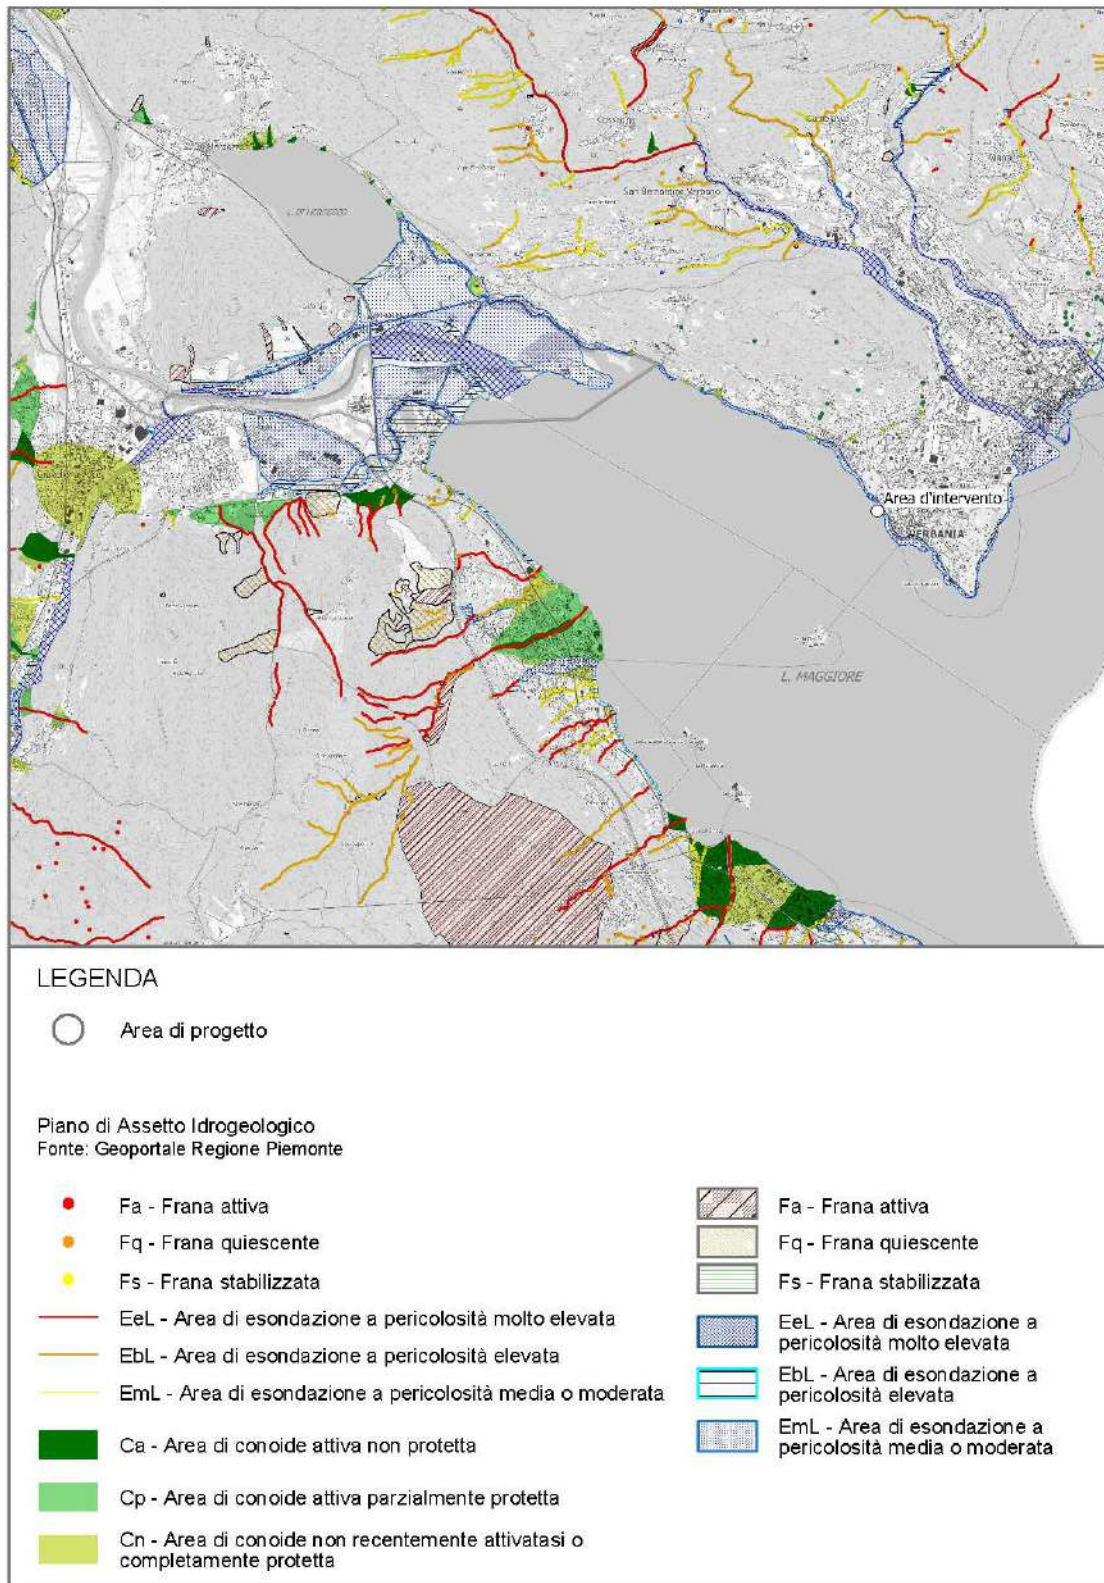 San Bernardino Verbano
Area d'intervento
VERBANIA
L. MAGGIORE
LEGENDA
Area di progetto
Piano di Assetto Idrogeologico
Fonte: Geoportale Regione Piemonte
Fa - Frana attiva
Fq - Frana quiescente
Fs - Frana stabilizzata
EeL - Area di esondazione a pericolosità molto elevata
EbL - Area di esondazione a pericolosità elevata
EmL - Area di esondazione a pericolosità media o moderata
Ca - Area di conoide attiva non protetta
Cp - Area di conoide attiva parzialmente protetta
Cn - Area di conoide non recentemente attivatasi o
completamente protetta
Fa - Frana attiva
Fq - Frana quiescente
Fs - Frana stabilizzata
EeL - Area di esondazione a
pericolosità molto elevata
EbL - Area di esondazione a
pericolosità elevata
EmL - Area di esondazione a
pericolosità media o moderata